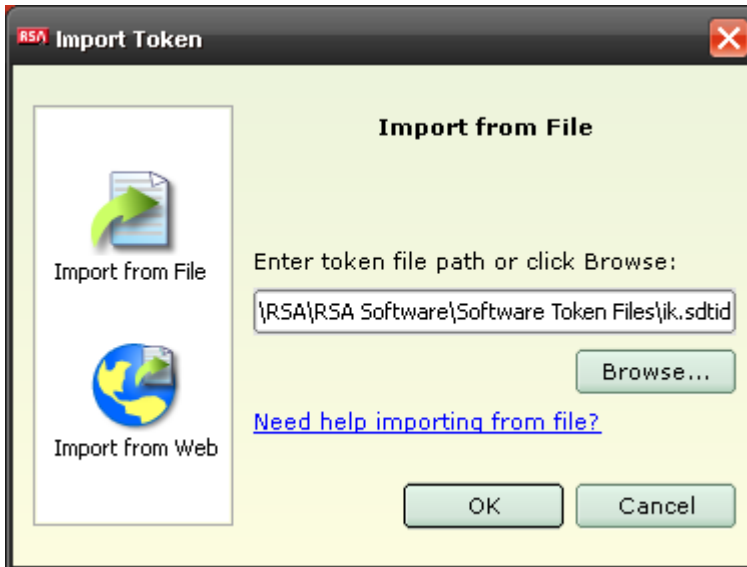 RSA Import Token
Import from File
Import from File
Enter token file path or click Browse:
\RSA\RSA Software\Software Token Files\ik.sdtid
Browse...
Need help importing from file?
Import from Web
OK
Cancel